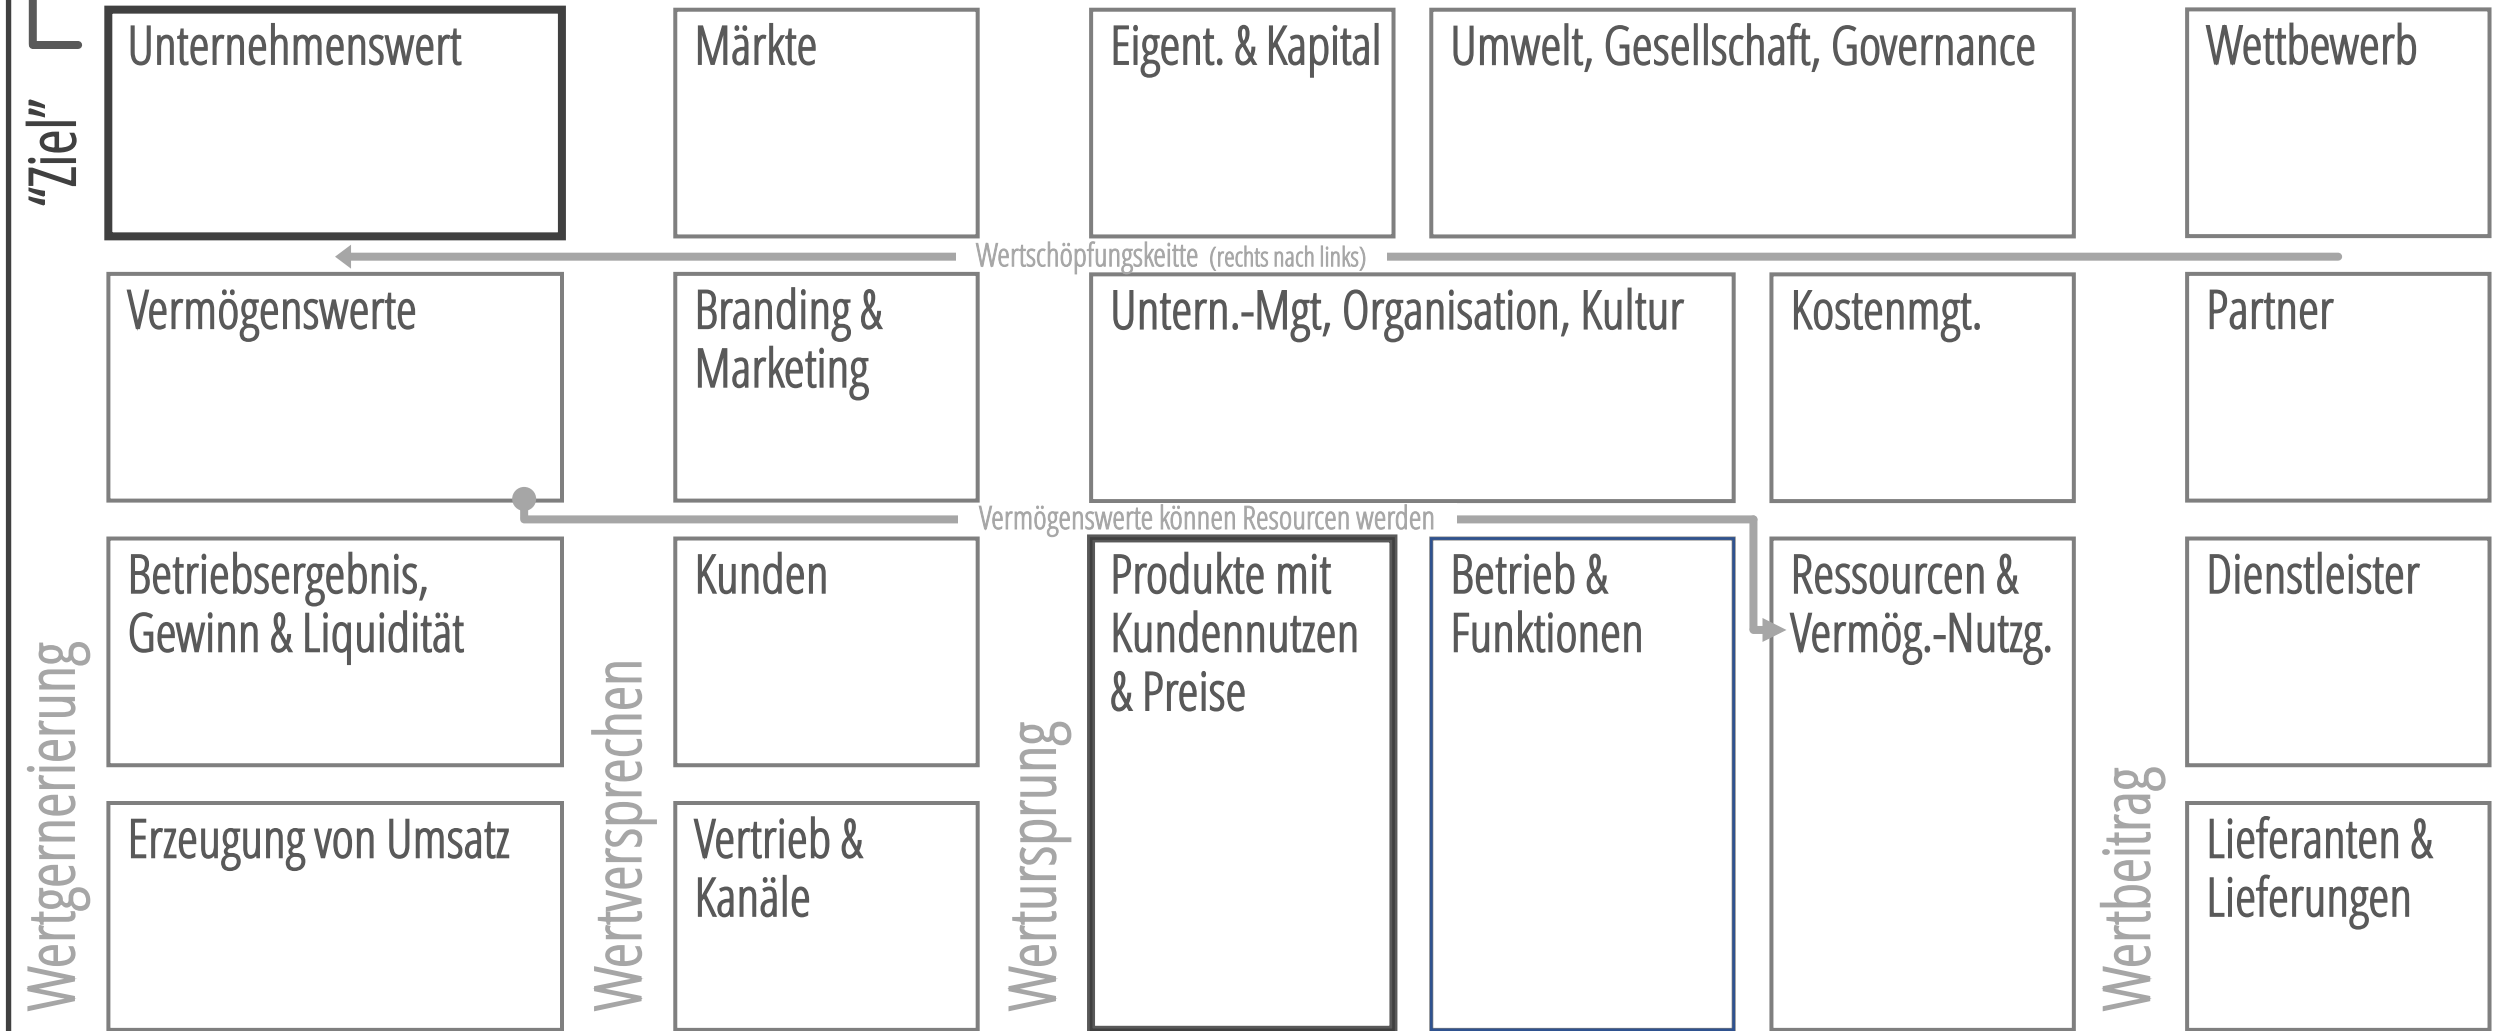 Unternehmenswert
Märkte
Eigent. & Kapital
Umwelt, Gesellschaft, Governance
Wettbewerb
“Ziel”
Wertschöpfungskeitte (rechts nach links)
Vermögenswerte
Branding&
Marketing
Untern.-Mgt, Organisation, Kultur
Kostenmgt.
Partner
Vermögenswerte können Resourcen werden
Betriebsergebnis,
Gewinn & Liquidität
Kunden
Produkte mit
Kundennutzen
& Preise
Betrieb &
Funktionen
Ressourcen &
Vermög.-Nutzg.
Dienstleister
Erzeugung von Umsatz
Vertrieb &
Kanäle
Lieferanten &
Lieferungen
Wertgernerierung
Wertversprechen
Wertursprung
Wertbeitrag